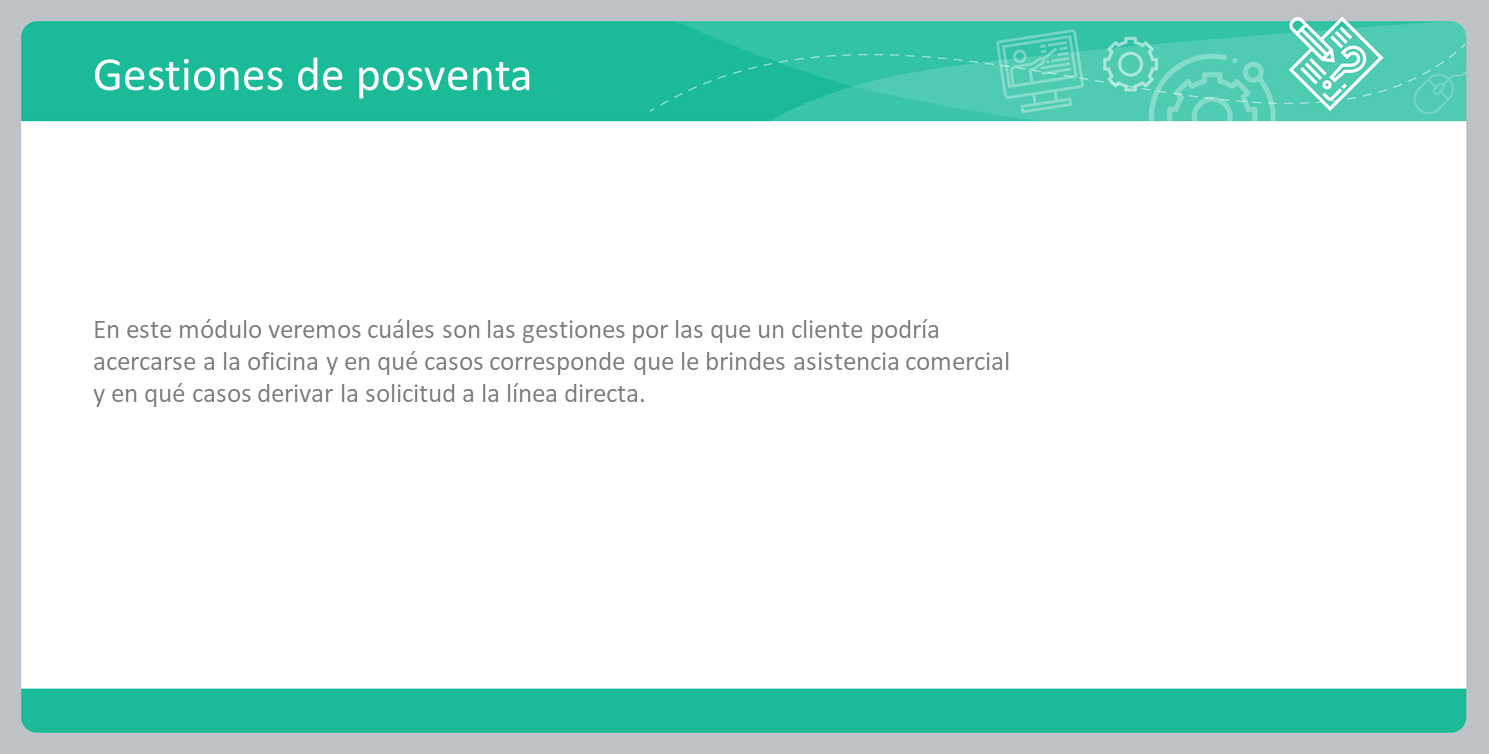 Gestiones de posventa
En este módulo veremos cuáles son las gestiones por las que un cliente podría
acercarse a la oficina y en qué casos corresponde que le brindes asistencia comercial
y en qué casos derivar la solicitud a la línea directa.